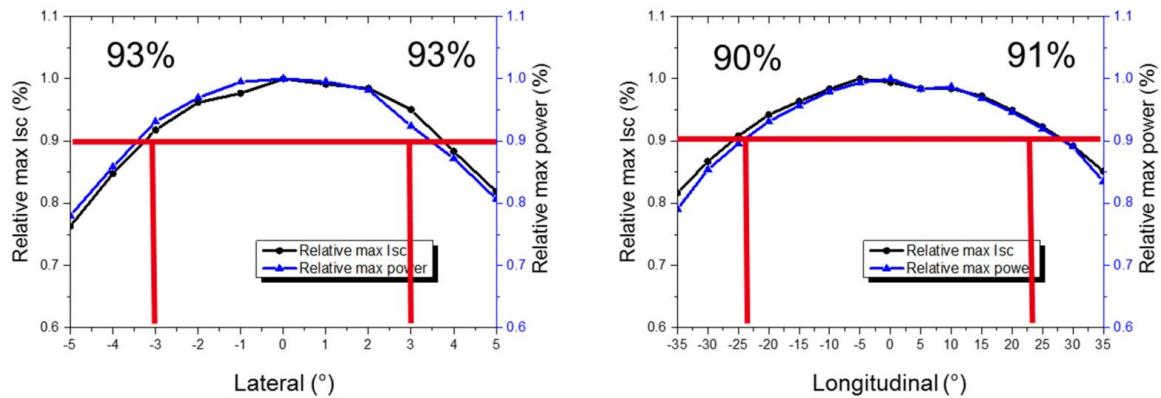 93%
93%
Relative max Isc (%)
1.1
1.0
0.9
0.8
0.7
0.6
1.1
1.0
0.9
0.8
0.7
0.6
Relative max power (%)
Relative max Isc
Relative max power
-5 -4 -3 -2 -1 0 1 2 3 4 5
Lateral (°)
90%
91%
Relative max Isc (%)
1.1
1.0
0.9
0.8
0.7
0.6
1.1
1.0
0.9
0.8
0.7
0.6
Relative max power (%)
Relative max Isc
Relative max power
-35 -30 -25 -20 -15 -10 -5 0 5 10 15 20 25 30 35
Longitudinal (°)